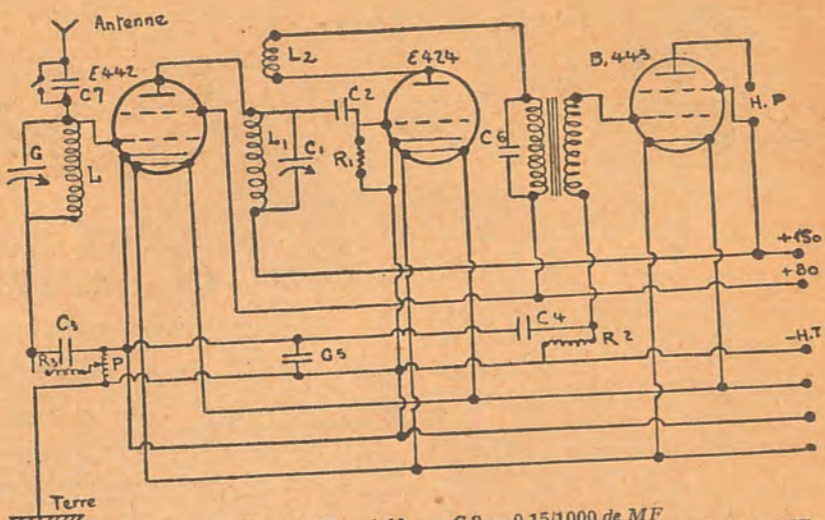 Antenne
E442
C7
L2
E424
B.443
H.P
C2
G
L
L1
C1
R1
C6
+150
+80
C3
C4
R2
-H.T
R3
P
C5
Terre
C2 = 0,15/1000 de MF